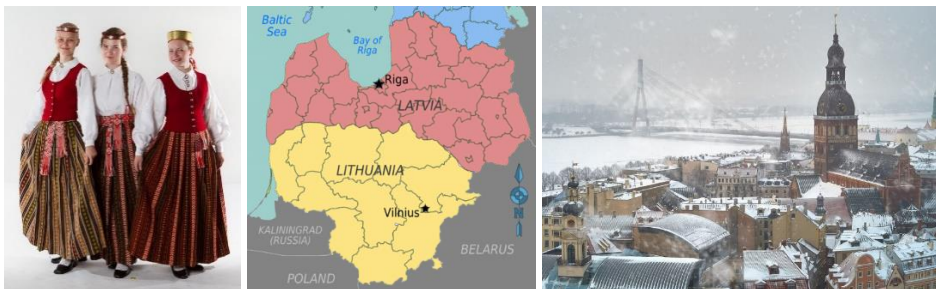 Baltic
Sea
Bay of
Riga
Riga
LATVIA
LITHUANIA
Vilnius
KALININGRAD
(RUSSIA)
BELARUS
POLAND
N